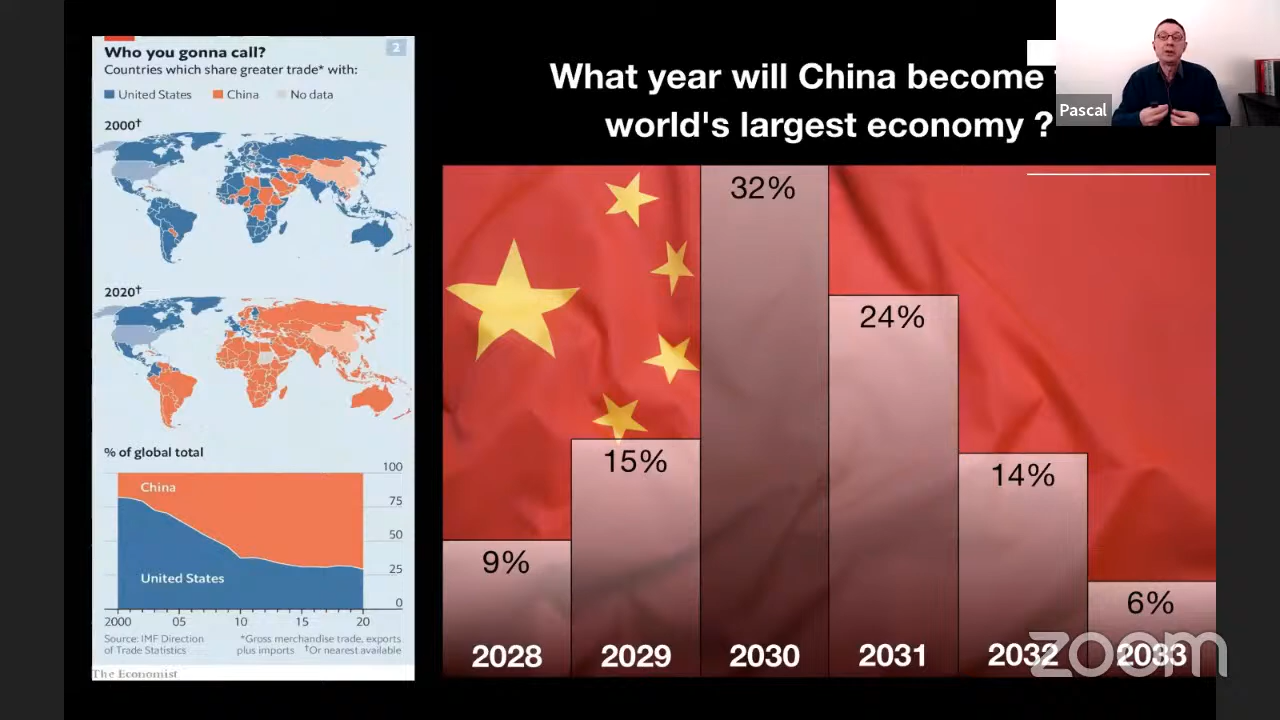 Who you gonna call?
2
Countries which share greater trade* with:
United States
China
No data
2000†
2020†
% of global total
100
China
75
50
25
United States
0
2000
05
10
15
20
Source: IMF Direction
of Trade Statistics
*Gross merchandise trade, exports
plus imports †Or nearest available
The Economist
What year will China become
world's largest economy ?
Pascal
32%
24%
15%
14%
9%
6%
2028
2029
2030
2031
2032
2033
zoom